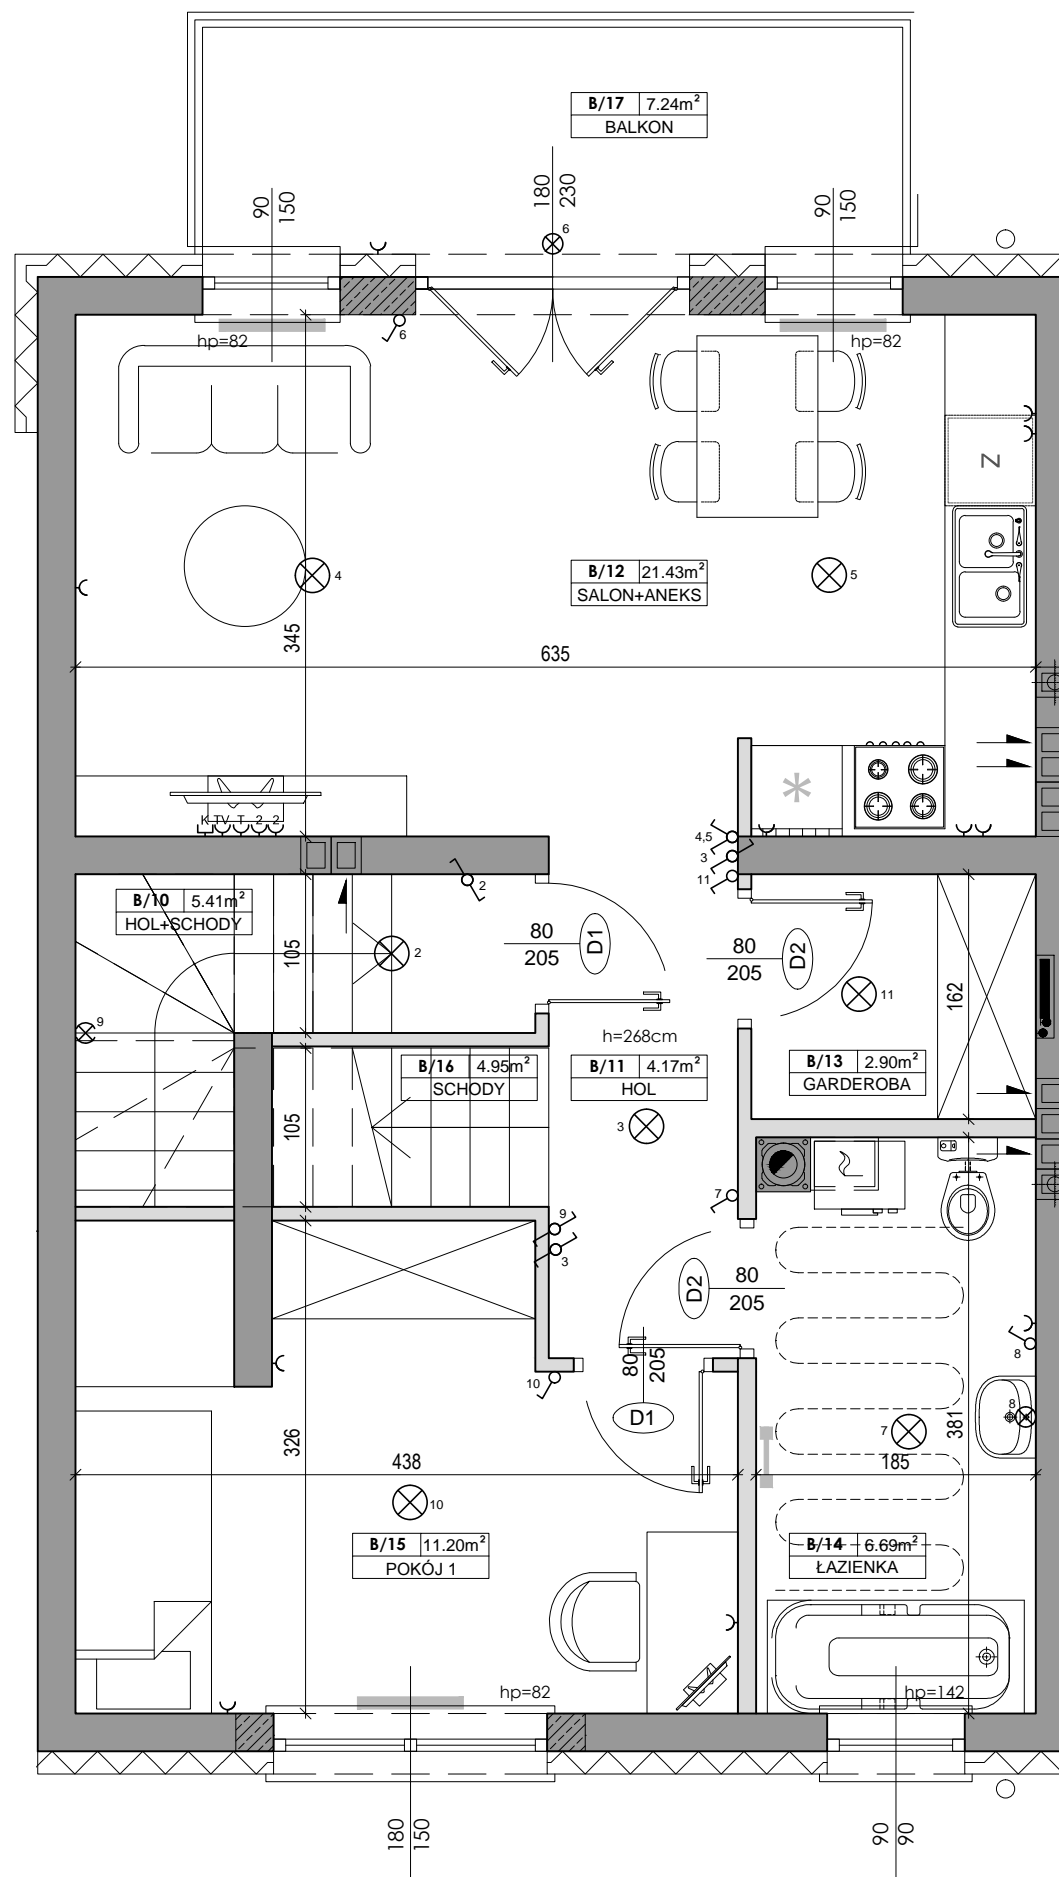 B/17 7.24m²
BALKON
90
150
180
230
90
150
6
hp=82
6
hp=82
Z
4
B/12 21.43m²
SALON+ANEKS
5
345
635
K TV T 2 2
*
4,5
3
11
2
B/10 5.41m²
HOL+SCHODY
105
2
80
205
D1
80
205
D2
11
162
9
h=268cm
B/16 4.95m²
SCHODY
B/11 4.17m²
HOL
B/13 2.90m²
GARDEROBA
105
3
7
9
3
D2
80
205
8
80
205
10
D1
326
438
185
381
7
8
10
B/15 11.20m²
POKÓJ 1
B/14 6.69m²
ŁAZIENKA
hp=82
hp=142
180
150
90
90